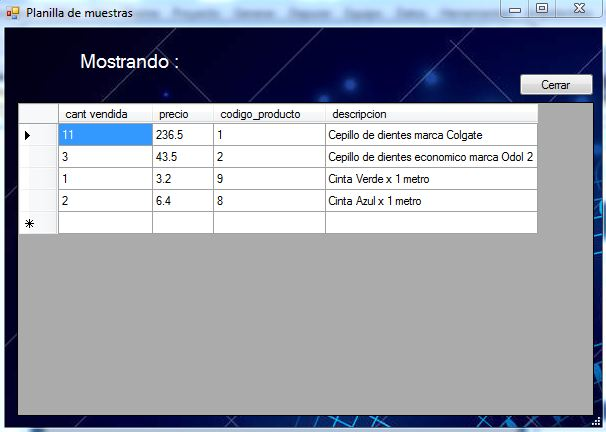 Planilla de muestras
Mostrando :
Cerrar
cant vendida precio codigo_producto descripcion
11 236.5 1 Cepillo de dientes marca Colgate
3 43.5 2 Cepillo de dientes economico marca Odol 2
1 3.2 9 Cinta Verde x 1 metro
2 6.4 8 Cinta Azul x 1 metro